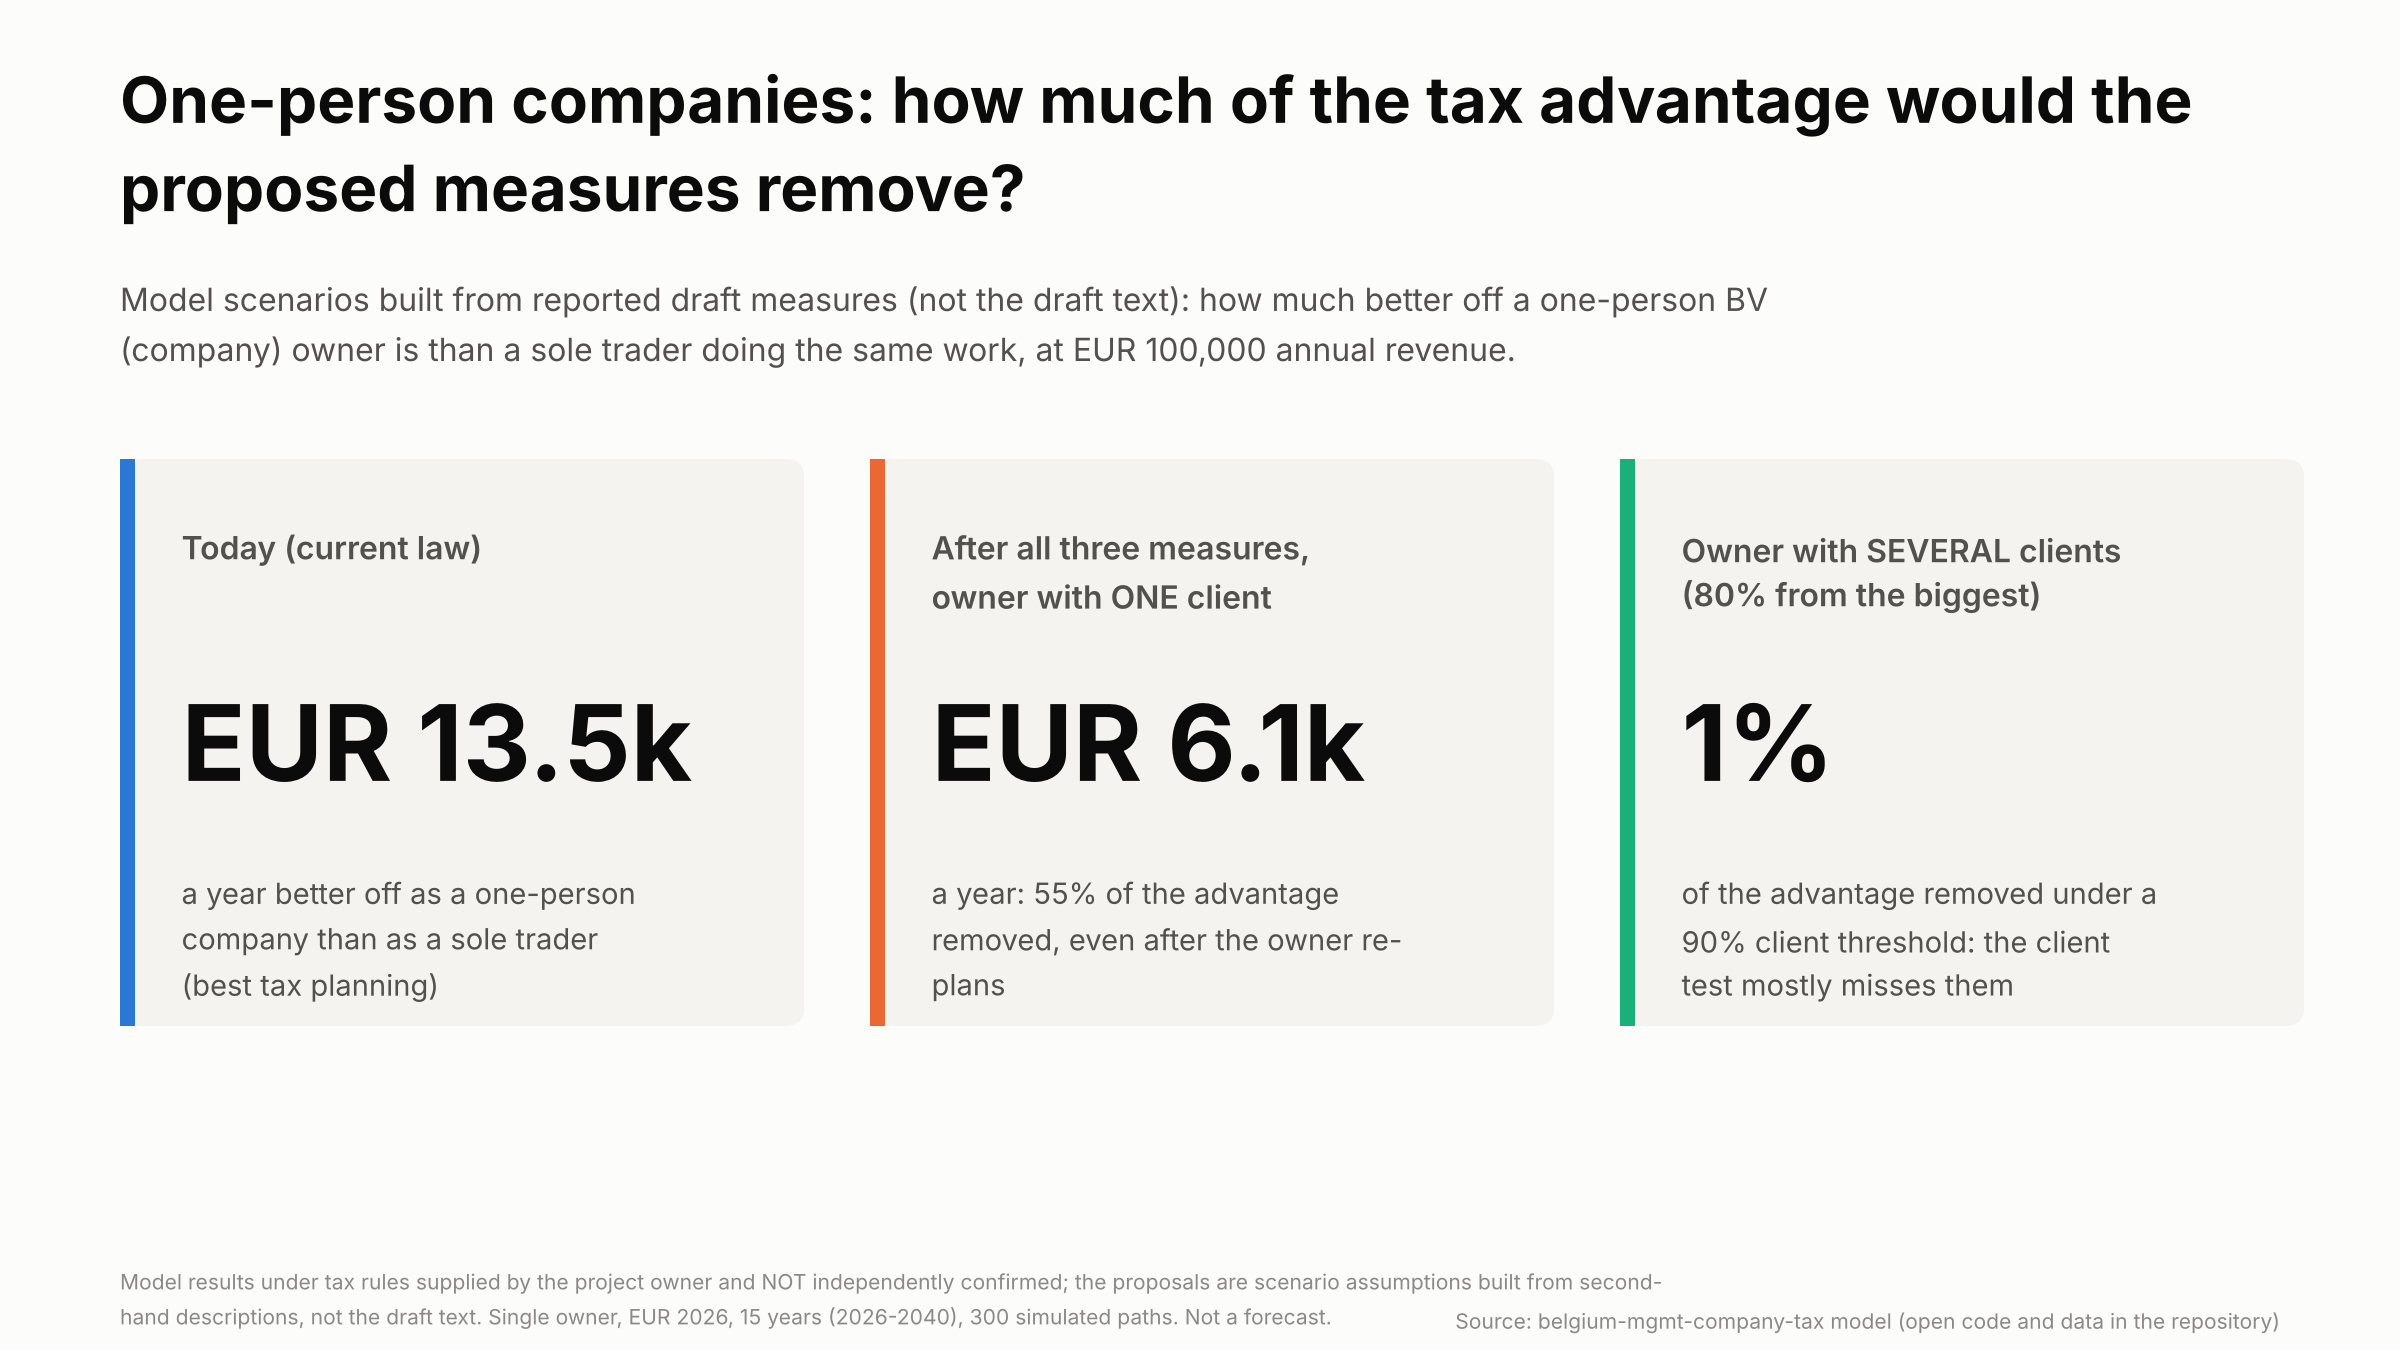 One-person companies: how much of the tax advantage would the
proposed measures remove?
Model scenarios built from reported draft measures (not the draft text): how much better off a one-person BV
(company) owner is than a sole trader doing the same work, at EUR 100,000 annual revenue.
Today (current law)
EUR 13.5k
a year better off as a one-person
company than as a sole trader
(best tax planning)
After all three measures,
owner with ONE client
EUR 6.1k
a year: 55% of the advantage
removed, even after the owner re-
plans
Owner with SEVERAL clients
(80% from the biggest)
1%
of the advantage removed under a
90% client threshold: the client
test mostly misses them
Model results under tax rules supplied by the project owner and NOT independently confirmed; the proposals are scenario assumptions built from second-
hand descriptions, not the draft text. Single owner, EUR 2026, 15 years (2026-2040), 300 simulated paths. Not a forecast.
Source: belgium-mgmt-company-tax model (open code and data in the repository)